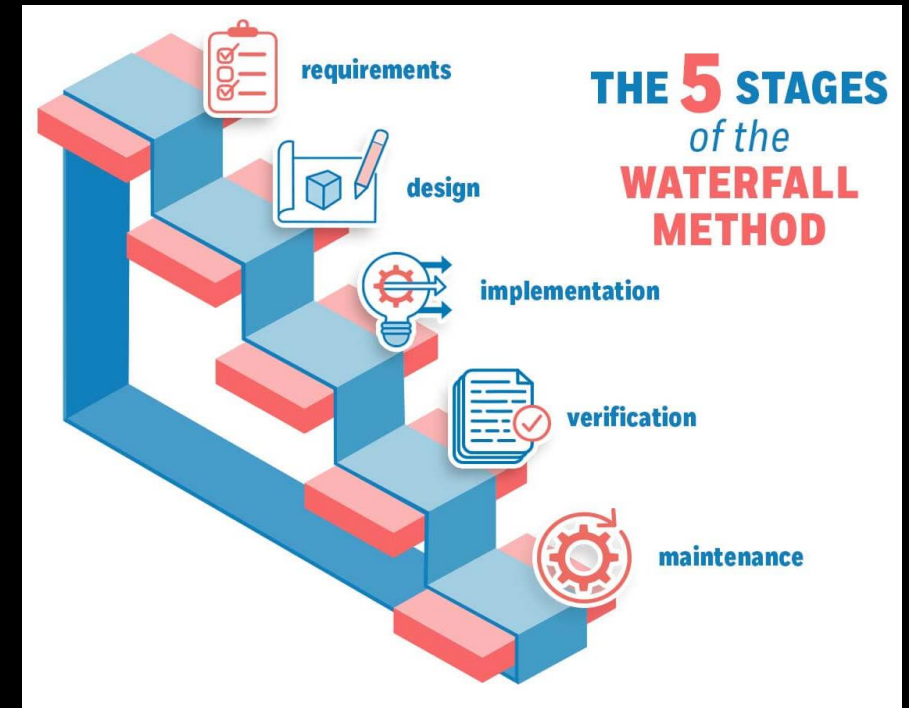 THE 5 STAGES
of the
WATERFALL
METHOD
requirements
design
implementation
verification
maintenance